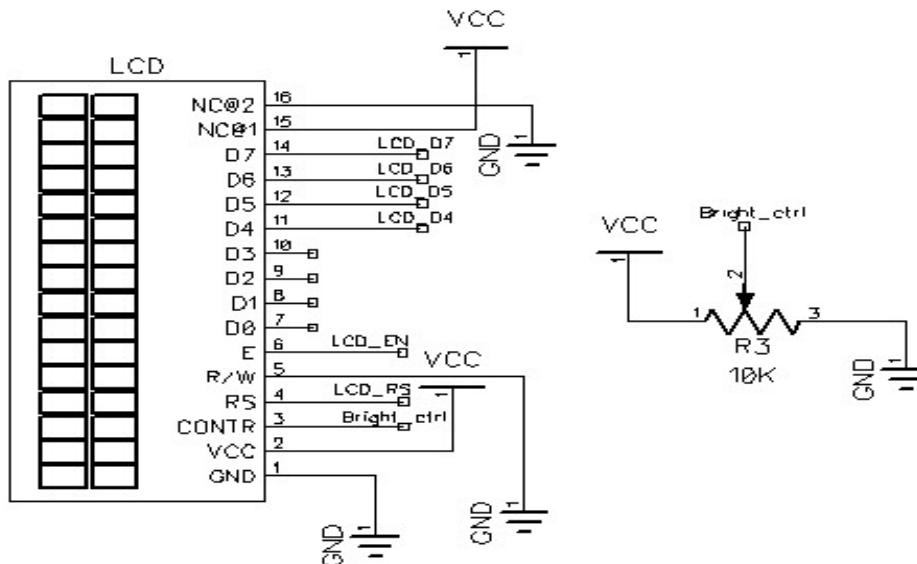 VCC
1
LCD
NC@2 16
NC@1 15
D7 14 LCD_D7
D6 13 LCD_D6
D5 12 LCD_D5
D4 11 LCD_D4
D3 10
D2 9
D1 8
D0 7
E 6 LCD_EN
R/W 5
RS 4 LCD_RS
CONTR 3 Bright_ctrl
VCC 2
GND 1
GND 1
VCC
1
GND 1
GND 1
Bright_ctrl
VCC
1
2
1 3
R3
10K
GND 1